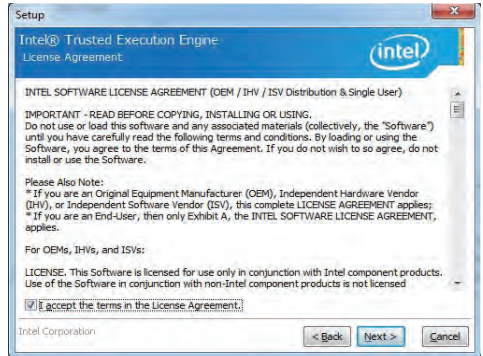 Setup
Intel® Trusted Execution Engine
License Agreement
intel
INTEL SOFTWARE LICENSE AGREEMENT (OEM / IHV / ISV Distribution & Single User)
IMPORTANT - READ BEFORE COPYING, INSTALLING OR USING.
Do not use or load this software and any associated materials (collectively, the "Software")
until you have carefully read the following terms and conditions. By loading or using the
Software, you agree to the terms of this Agreement. If you do not wish to so agree, do not
install or use the Software.
Please Also Note:
* If you are an Original Equipment Manufacturer (OEM), Independent Hardware Vendor
(IHV), or Independent Software Vendor (ISV), this complete LICENSE AGREEMENT applies;
* If you are an End-User, then only Exhibit A, the INTEL SOFTWARE LICENSE AGREEMENT,
applies.
For OEMs, IHVs, and ISVs:
LICENSE. This Software is licensed for use only in conjunction with Intel component products.
Use of the Software in conjunction with non-Intel component products is not licensed
I accept the terms in the License Agreement.
Intel Corporation
< Back
Next >
Cancel